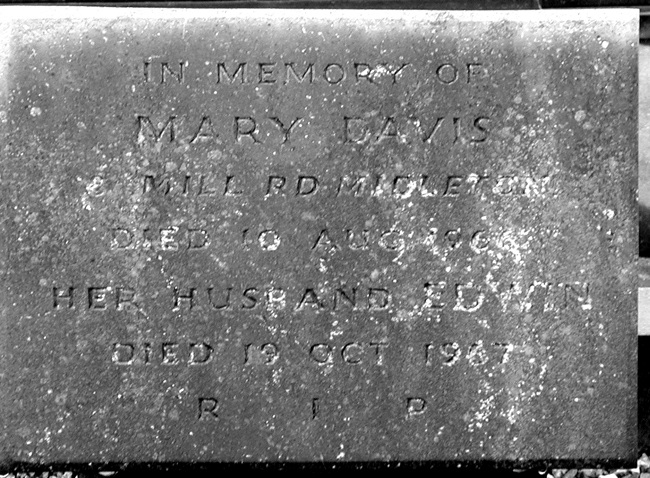 IN MEMORY OF
MARY DAVIS
MILL RD MIDLETON
DIED 10 AUG
HER HUSBAND EDWIN
DIED 19 OCT 1967
R I P